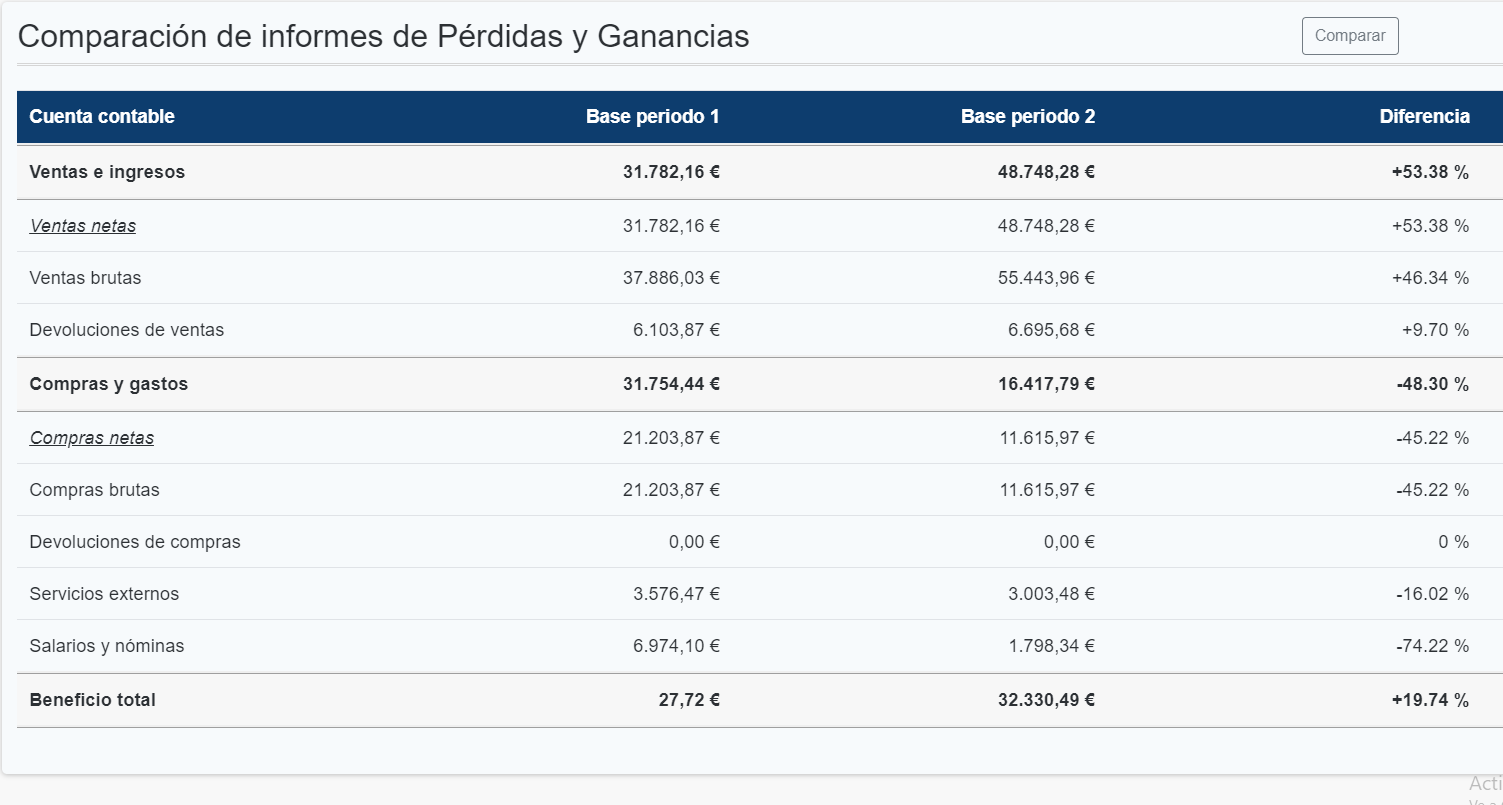 Comparación de informes de Pérdidas y Ganancias Comparar
Cuenta contable Base periodo 1 Base periodo 2 Diferencia
Ventas e ingresos 31.782,16 € 48.748,28 € +53.38 %
Ventas netas 31.782,16 € 48.748,28 € +53.38 %
Ventas brutas 37.886,03 € 55.443,96 € +46.34 %
Devoluciones de ventas 6.103,87 € 6.695,68 € +9.70 %
Compras y gastos 31.754,44 € 16.417,79 € -48.30 %
Compras netas 21.203,87 € 11.615,97 € -45.22 %
Compras brutas 21.203,87 € 11.615,97 € -45.22 %
Devoluciones de compras 0,00 € 0,00 € 0 %
Servicios externos 3.576,47 € 3.003,48 € -16.02 %
Salarios y nóminas 6.974,10 € 1.798,34 € -74.22 %
Beneficio total 27,72 € 32.330,49 € +19.74 %
Acti